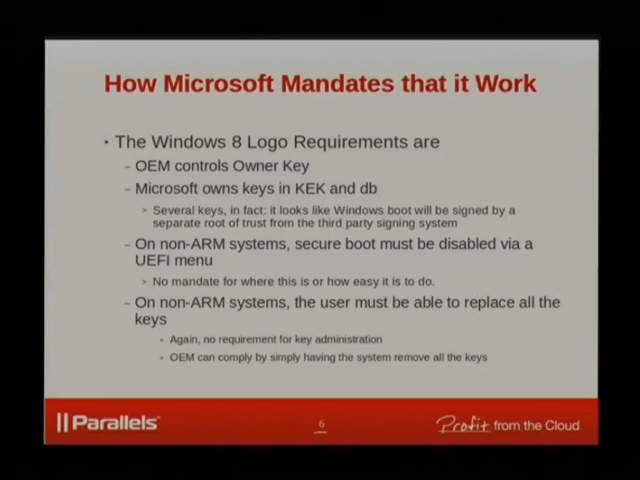 How Microsoft Mandates that it Work
• The Windows 8 Logo Requirements are
– OEM controls Owner Key
– Microsoft owns keys in KEK and db
> Several keys, in fact: it looks like Windows boot will be signed by a
separate root of trust from the third party signing system
– On non-ARM systems, secure boot must be disabled via a
UEFI menu
> No mandate for where this is or how easy it is to do.
– On non-ARM systems, the user must be able to replace all the
keys
Again, no requirement for key administration
OEM can comply by simply having the system remove all the keys
|| Parallels™
6
Profit from the Cloud